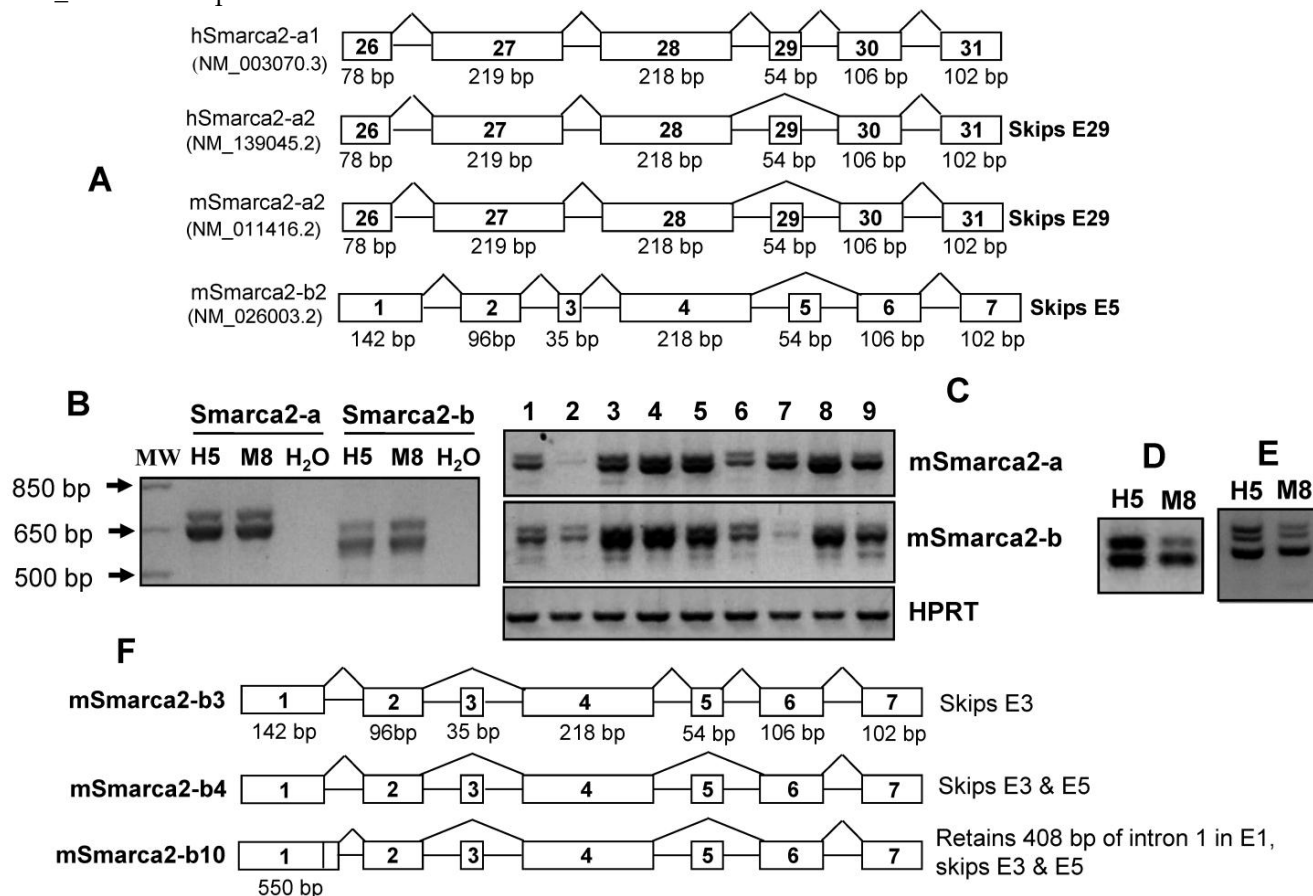 hSmarca2-a1
(NM_003070.3)
26 27 28 29 30 31
78 bp 219 bp 218 bp 54 bp 106 bp 102 bp
hSmarca2-a2
(NM_139045.2)
26 27 28 29 30 31 Skips E29
78 bp 219 bp 218 bp 54 bp 106 bp 102 bp
A
mSmarca2-a2
(NM_011416.2)
26 27 28 29 30 31 Skips E29
78 bp 219 bp 218 bp 54 bp 106 bp 102 bp
mSmarca2-b2
(NM_026003.2)
1 2 3 4 5 6 7 Skips E5
142 bp 96bp 35 bp 218 bp 54 bp 106 bp 102 bp
B
Smarca2-a Smarca2-b
MW H5 M8 H₂O H5 M8 H₂O
850 bp
650 bp
500 bp
C
1 2 3 4 5 6 7 8 9
mSmarca2-a
mSmarca2-b
HPRT
D
H5 M8
E
H5 M8
F
mSmarca2-b3 1 2 3 4 5 6 7 Skips E3
142 bp 96bp 35 bp 218 bp 54 bp 106 bp 102 bp
mSmarca2-b4 1 2 3 4 5 6 7 Skips E3 & E5
mSmarca2-b10 1 2 3 4 5 6 7 Retains 408 bp of intron 1 in E1,
skips E3 & E5
550 bp